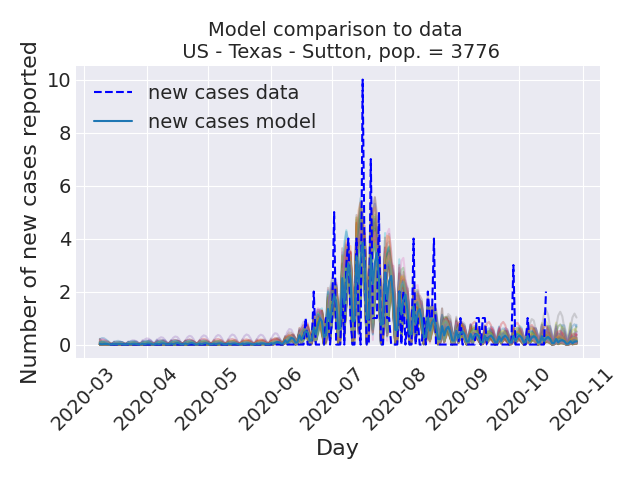 Model comparison to data
US - Texas - Sutton, pop. = 3776
Number of new cases reported
10
8
6
4
2
0
new cases data
new cases model
2020-03
2020-04
2020-05
2020-06
2020-07
2020-08
2020-09
2020-10
2020-11
Day